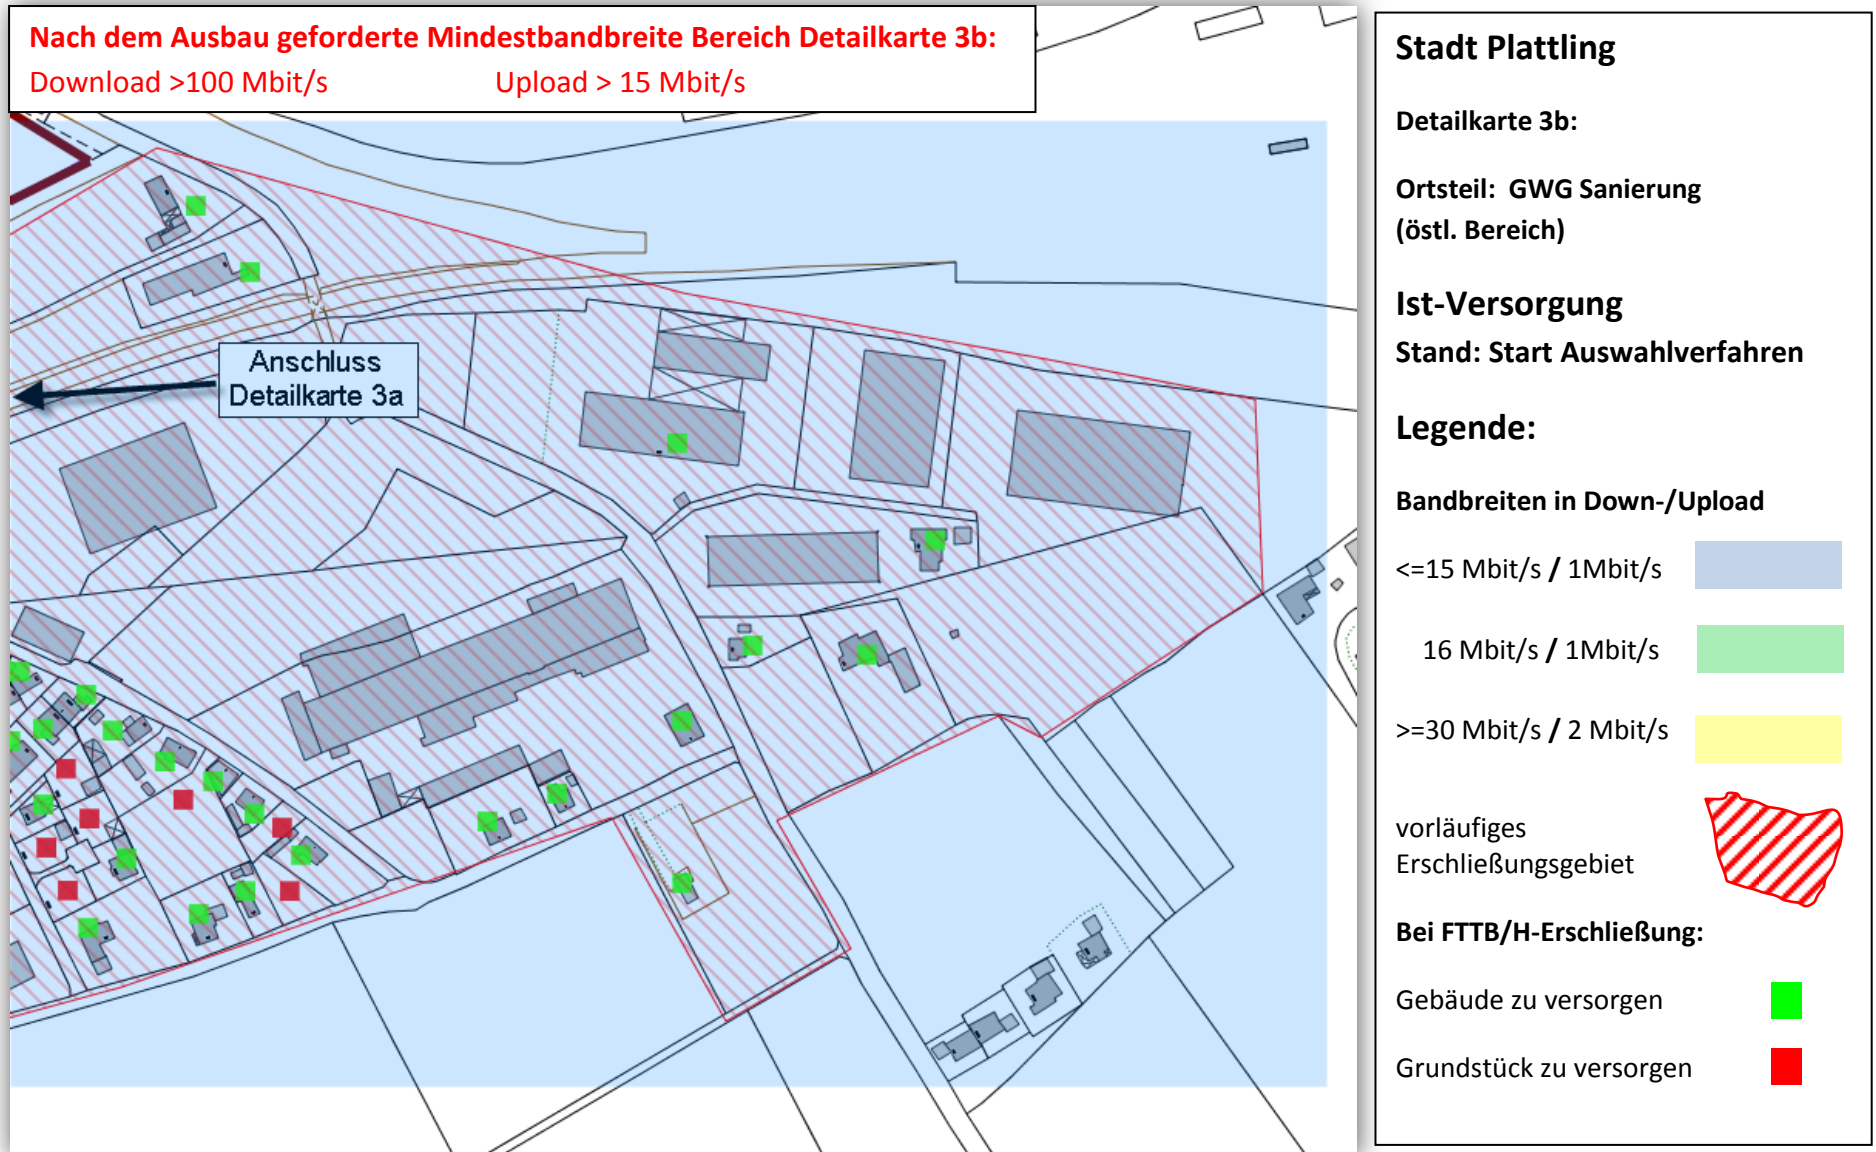 Nach dem Ausbau geforderte Mindestbandbreite Bereich Detailkarte 3b:
Download >100 Mbit/s Upload > 15 Mbit/s
Anschluss
Detailkarte 3a
Stadt Plattling
Detailkarte 3b:
Ortsteil: GWG Sanierung
(östl. Bereich)
Ist-Versorgung
Stand: Start Auswahlverfahren
Legende:
Bandbreiten in Down-/Upload
<=15 Mbit/s / 1Mbit/s
16 Mbit/s / 1Mbit/s
>=30 Mbit/s / 2 Mbit/s
vorläufiges
Erschließungsgebiet
Bei FTTB/H-Erschließung:
Gebäude zu versorgen
Grundstück zu versorgen